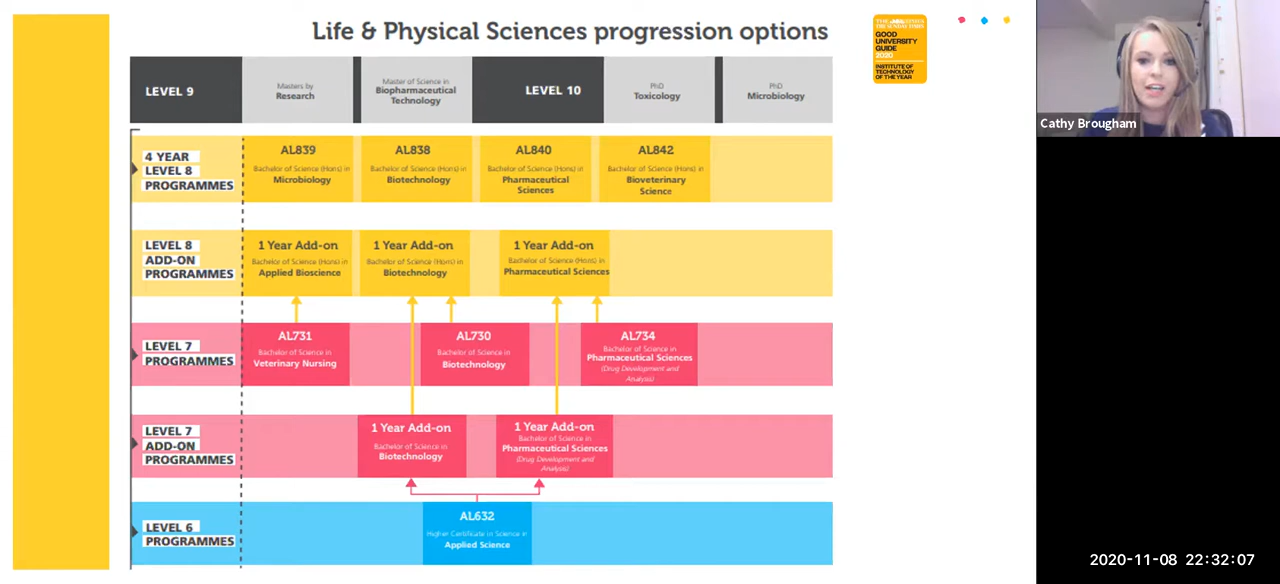 Life & Physical Sciences progression options
GOOD
UNIVERSITY
GUIDE
2020
INSTITUTE OF
TECHNOLOGY
OF THE YEAR
Cathy Brougham
LEVEL 9
Masters by
Research
Master of Science in
Biopharmaceutical
Technology
LEVEL 10
PhD
Toxicology
PhD
Microbiology
4 YEAR
LEVEL 8
PROGRAMMES
AL839
Bachelor of Science (Hons) in
Microbiology
AL838
Bachelor of Science (Hons) in
Biotechnology
AL840
Bachelor of Science (Hons) in
Pharmaceutical
Sciences
AL842
Bachelor of Science (Hons) in
Bioveterinary
Science
LEVEL 8
ADD-ON
PROGRAMMES
1 Year Add-on
Bachelor of Science (Hons) in
Applied Bioscience
1 Year Add-on
Bachelor of Science (Hons) in
Biotechnology
1 Year Add-on
Bachelor of Science (Hons) in
Pharmaceutical Sciences
LEVEL 7
PROGRAMMES
AL731
Bachelor of Science in
Veterinary Nursing
AL730
Bachelor of Science in
Biotechnology
AL734
Bachelor of Science in
Pharmaceutical Sciences
(Drug Development and
Analysis)
LEVEL 7
ADD-ON
PROGRAMMES
1 Year Add-on
Bachelor of Science in
Biotechnology
1 Year Add-on
Bachelor of Science in
Pharmaceutical Sciences
(Drug Development and
Analysis)
LEVEL 6
PROGRAMMES
AL632
Higher Certificate in Science in
Applied Science
2020-11-08 22:32:07